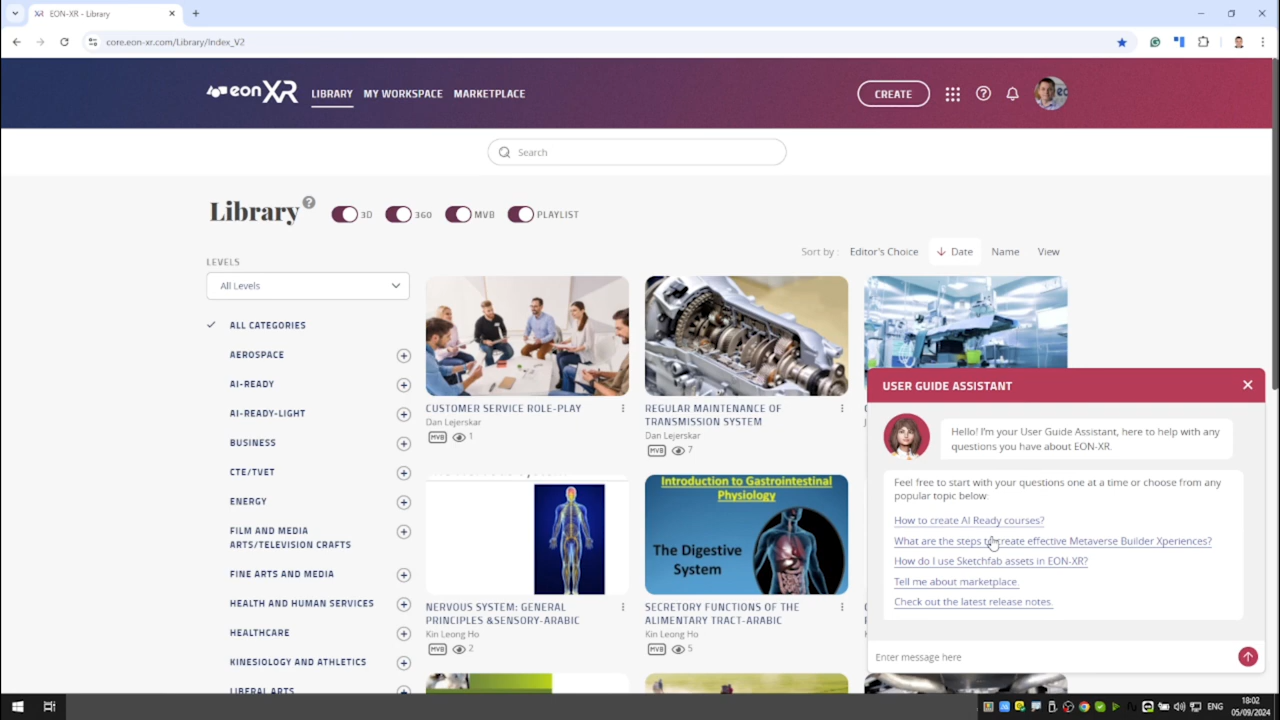 EON-XR - Library
core.eon-xr.com/Library/Index_V2
eon XR
LIBRARY
MY WORKSPACE
MARKETPLACE
CREATE
Search
Library
3D
360
MVB
PLAYLIST
Sort by :
Editor's Choice
Date
Name
View
LEVELS
All Levels
ALL CATEGORIES
AEROSPACE
AI-READY
AI-READY-LIGHT
BUSINESS
CTE/TVET
ENERGY
FILM AND MEDIA
ARTS/TELEVISION CRAFTS
FINE ARTS AND MEDIA
HEALTH AND HUMAN SERVICES
HEALTHCARE
KINESIOLOGY AND ATHLETICS
LIBERAL ARTS
CUSTOMER SERVICE ROLE-PLAY
Dan Lejerskar
MVB 1
REGULAR MAINTENANCE OF
TRANSMISSION SYSTEM
Dan Lejerskar
MVB 7
NERVOUS SYSTEM: GENERAL
PRINCIPLES &SENSORY-ARABIC
Kin Leong Ho
MVB 2
Introduction to Gastrointestinal
Physiology
The Digestive
System
SECRETORY FUNCTIONS OF THE
ALIMENTARY TRACT-ARABIC
Kin Leong Ho
MVB 5
USER GUIDE ASSISTANT
Hello! I'm your User Guide Assistant, here to help with any
questions you have about EON-XR.
Feel free to start with your questions one at a time or choose from any
popular topic below:
How to create AI Ready courses?
What are the steps to create effective Metaverse Builder Xperiences?
How do I use Sketchfab assets in EON-XR?
Tell me about marketplace.
Check out the latest release notes.
Enter message here
ENG
18:02
05/09/2024